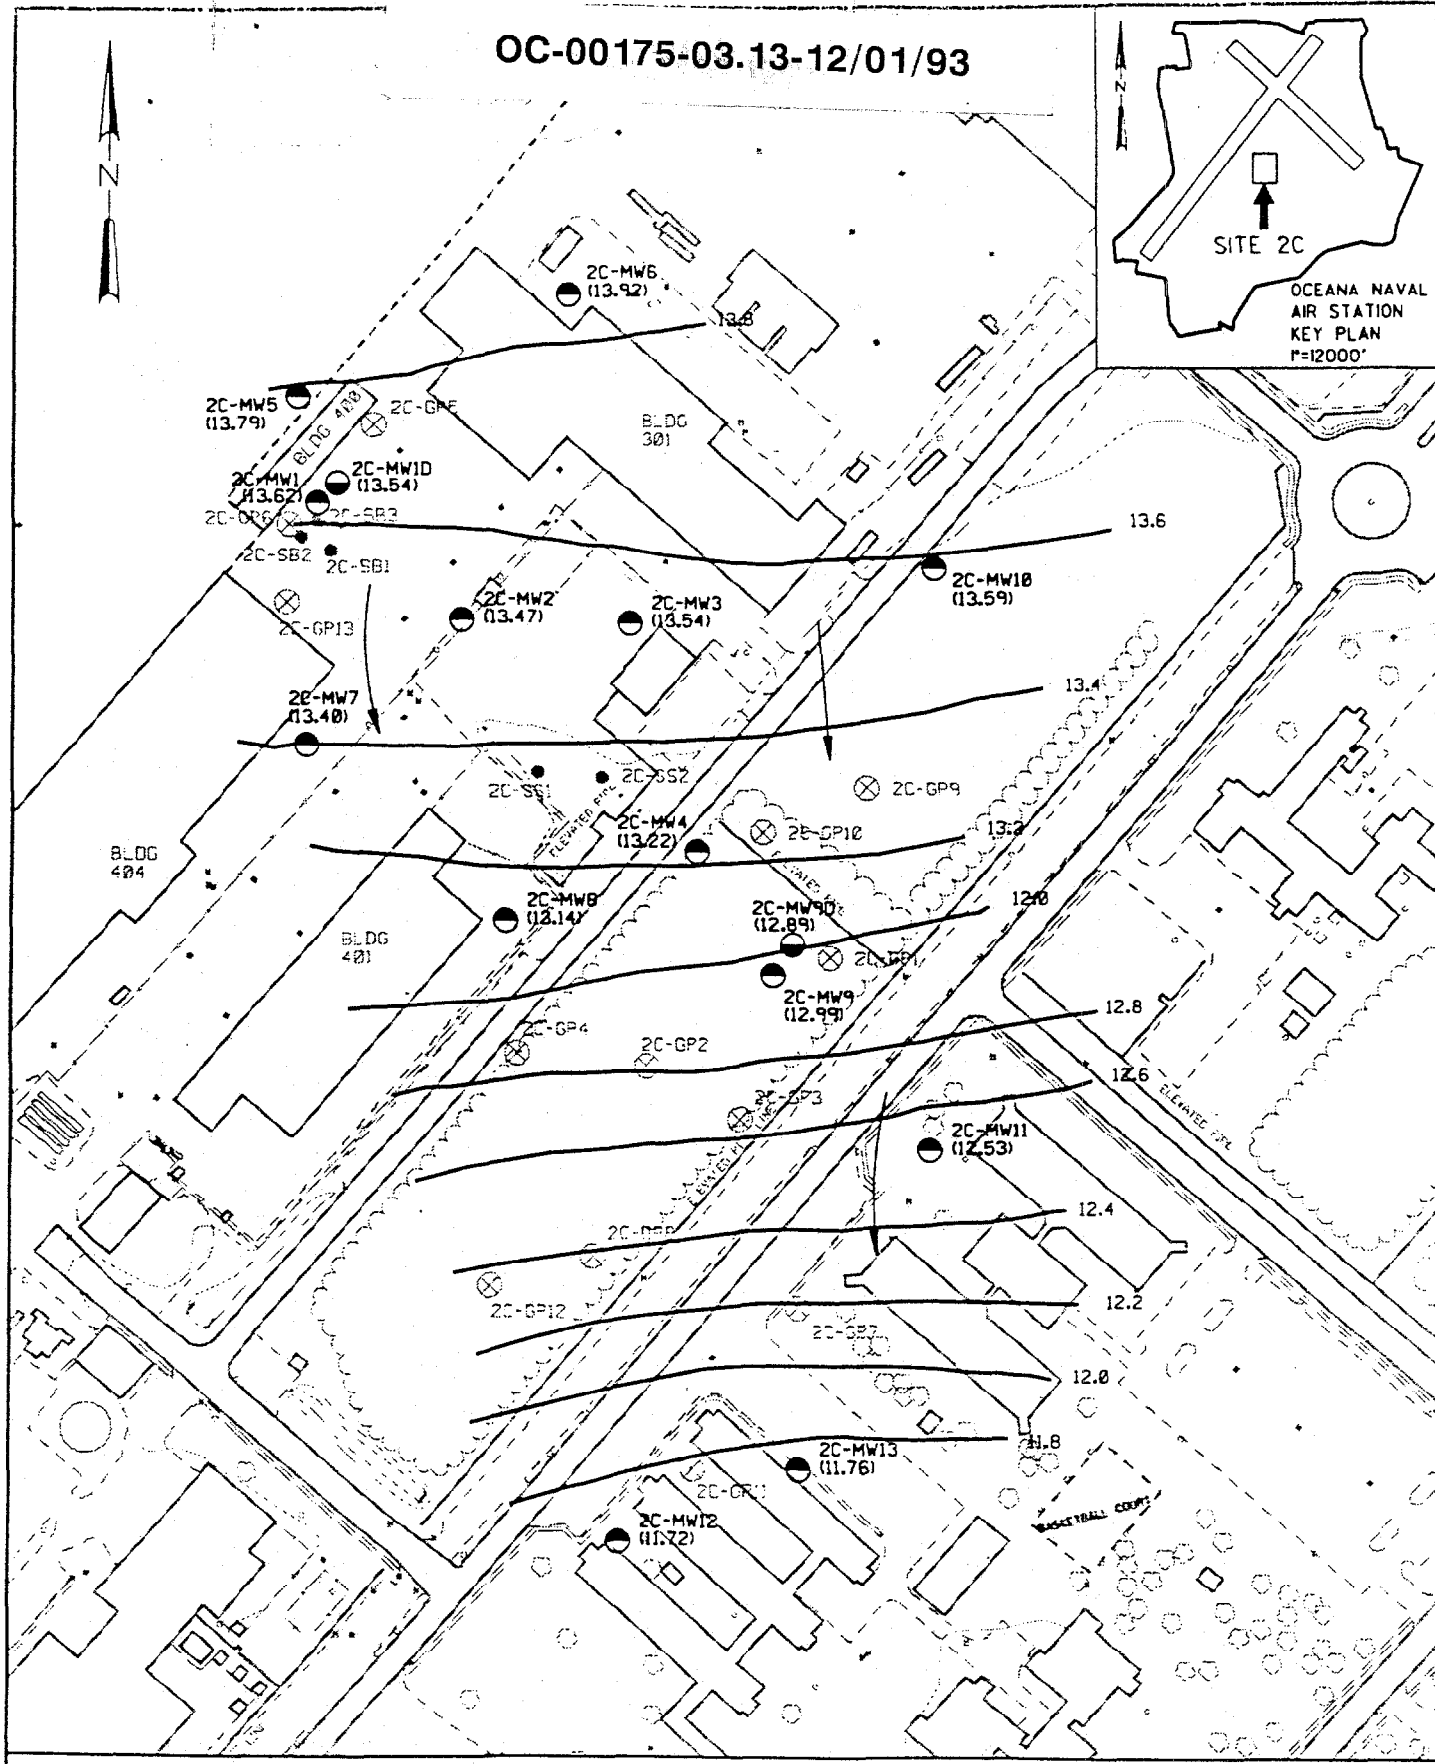 OC-00175-03.13-12/01/93
N
N
SITE 2C
OCEANA NAVAL
AIR STATION
KEY PLAN
1"=12000'
2C-MW6
(13.92)
13.8
2C-MW5
(13.79)
BLDG 400
BLDG
301
2C-MW1D
(13.54)
2C-MW1
(13.62)
2C-SB3
2C-SB2
2C-SB1
13.6
2C-MW10
(13.59)
2C-MW2
(13.47)
2C-MW3
(13.54)
2C-GP13
2C-MW7
(13.40)
13.4
2C-SS1
2C-SS2
2C-GP9
ELEVATED PIPE
2C-MW4
(13.22)
2C-GP10
13.2
BLDG
404
2C-MW8
(13.14)
2C-MW9D
(12.89)
BLDG
401
2C-MW9
(12.99)
12.8
2C-GP4
2C-GP2
12.6
2C-GP3
ELEVATED PIPE
2C-MW11
(12.53)
12.4
2C-GP12
12.2
2C-GP7
12.0
11.8
2C-MW13
(11.76)
2C-GP11
2C-MW12
(11.72)
BASKETBALL COURT